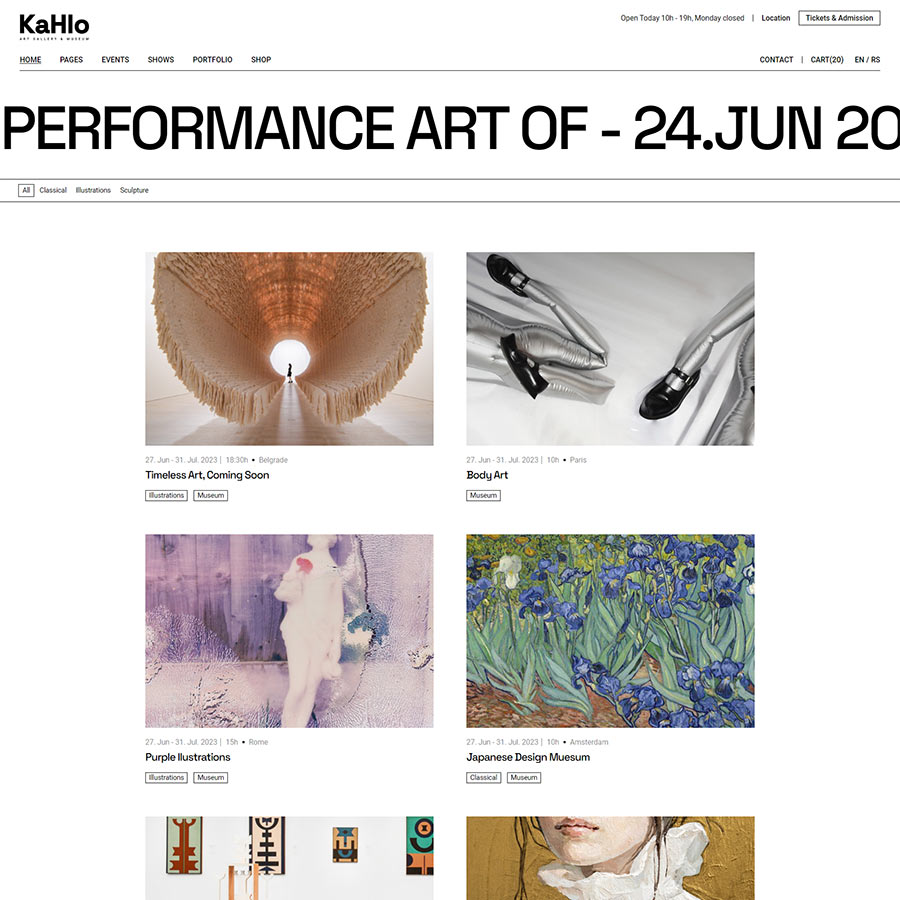 KaHlo
ART GALLERY & MUSEUM
Open Today 10h - 19h, Monday closed | Location Tickets & Admission
HOME PAGES EVENTS SHOWS PORTFOLIO SHOP
CONTACT | CART(20) EN / RS
PERFORMANCE ART OF - 24.JUN 20
All Classical Illustrations Sculpture
27. Jun - 31. Jul. 2023 | 18:30h • Belgrade
Timeless Art, Coming Soon
Illustrations Museum
27. Jun - 31. Jul. 2023 | 10h • Paris
Body Art
Museum
27. Jun - 31. Jul. 2023 | 15h • Rome
Purple Ilustrations
Illustrations Museum
27. Jun - 31. Jul. 2023 | 10h • Amsterdam
Japanese Design Muesum
Classical Museum